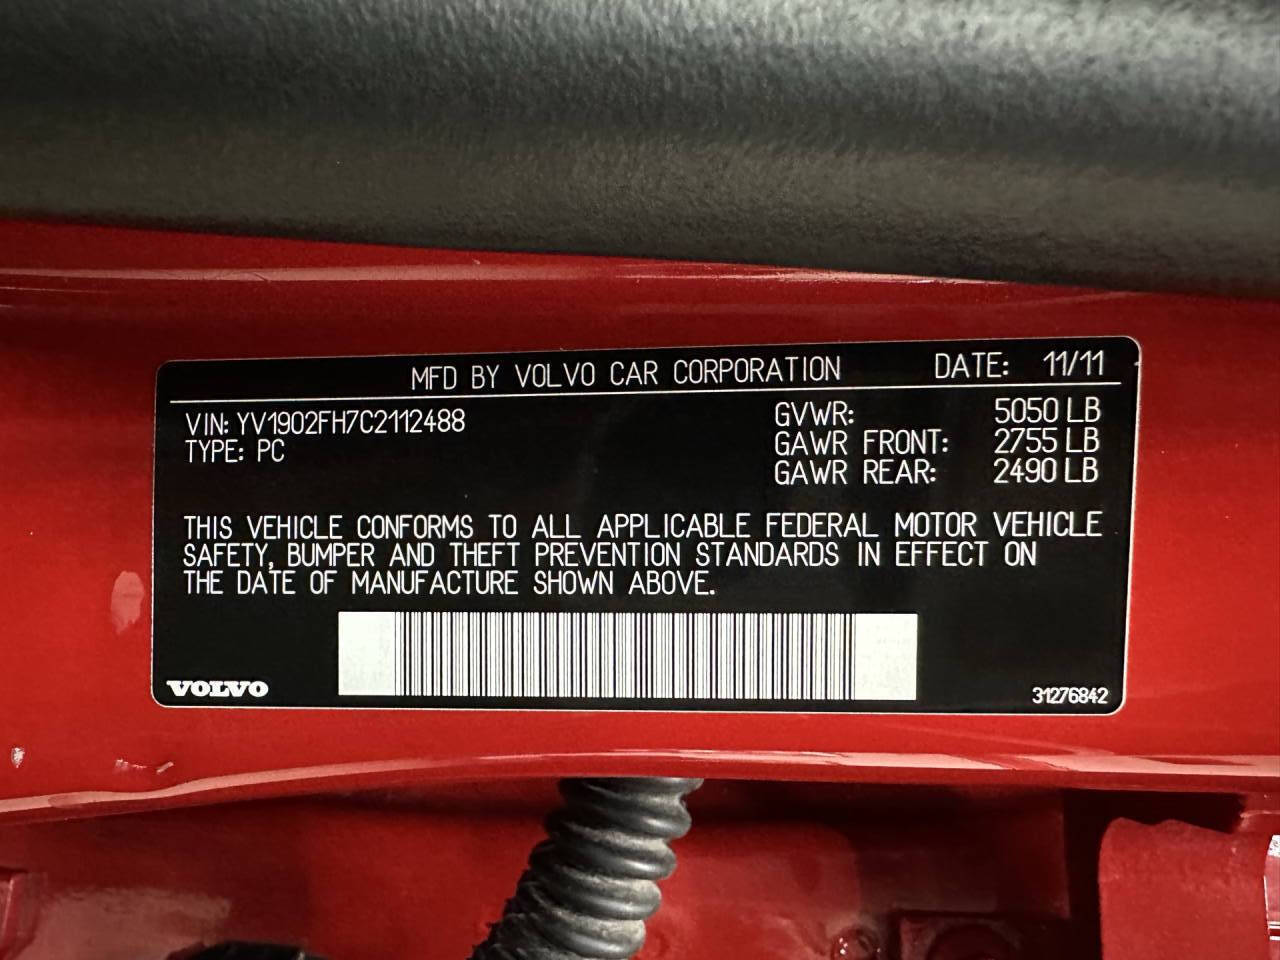 MFD BY VOLVO CAR CORPORATION DATE: 11/11
VIN: YV1902FH7C2112488 GVWR: 5050 LB
TYPE: PC GAWR FRONT: 2755 LB
GAWR REAR: 2490 LB
THIS VEHICLE CONFORMS TO ALL APPLICABLE FEDERAL MOTOR VEHICLE
SAFETY, BUMPER AND THEFT PREVENTION STANDARDS IN EFFECT ON
THE DATE OF MANUFACTURE SHOWN ABOVE.
VOLVO 31276842